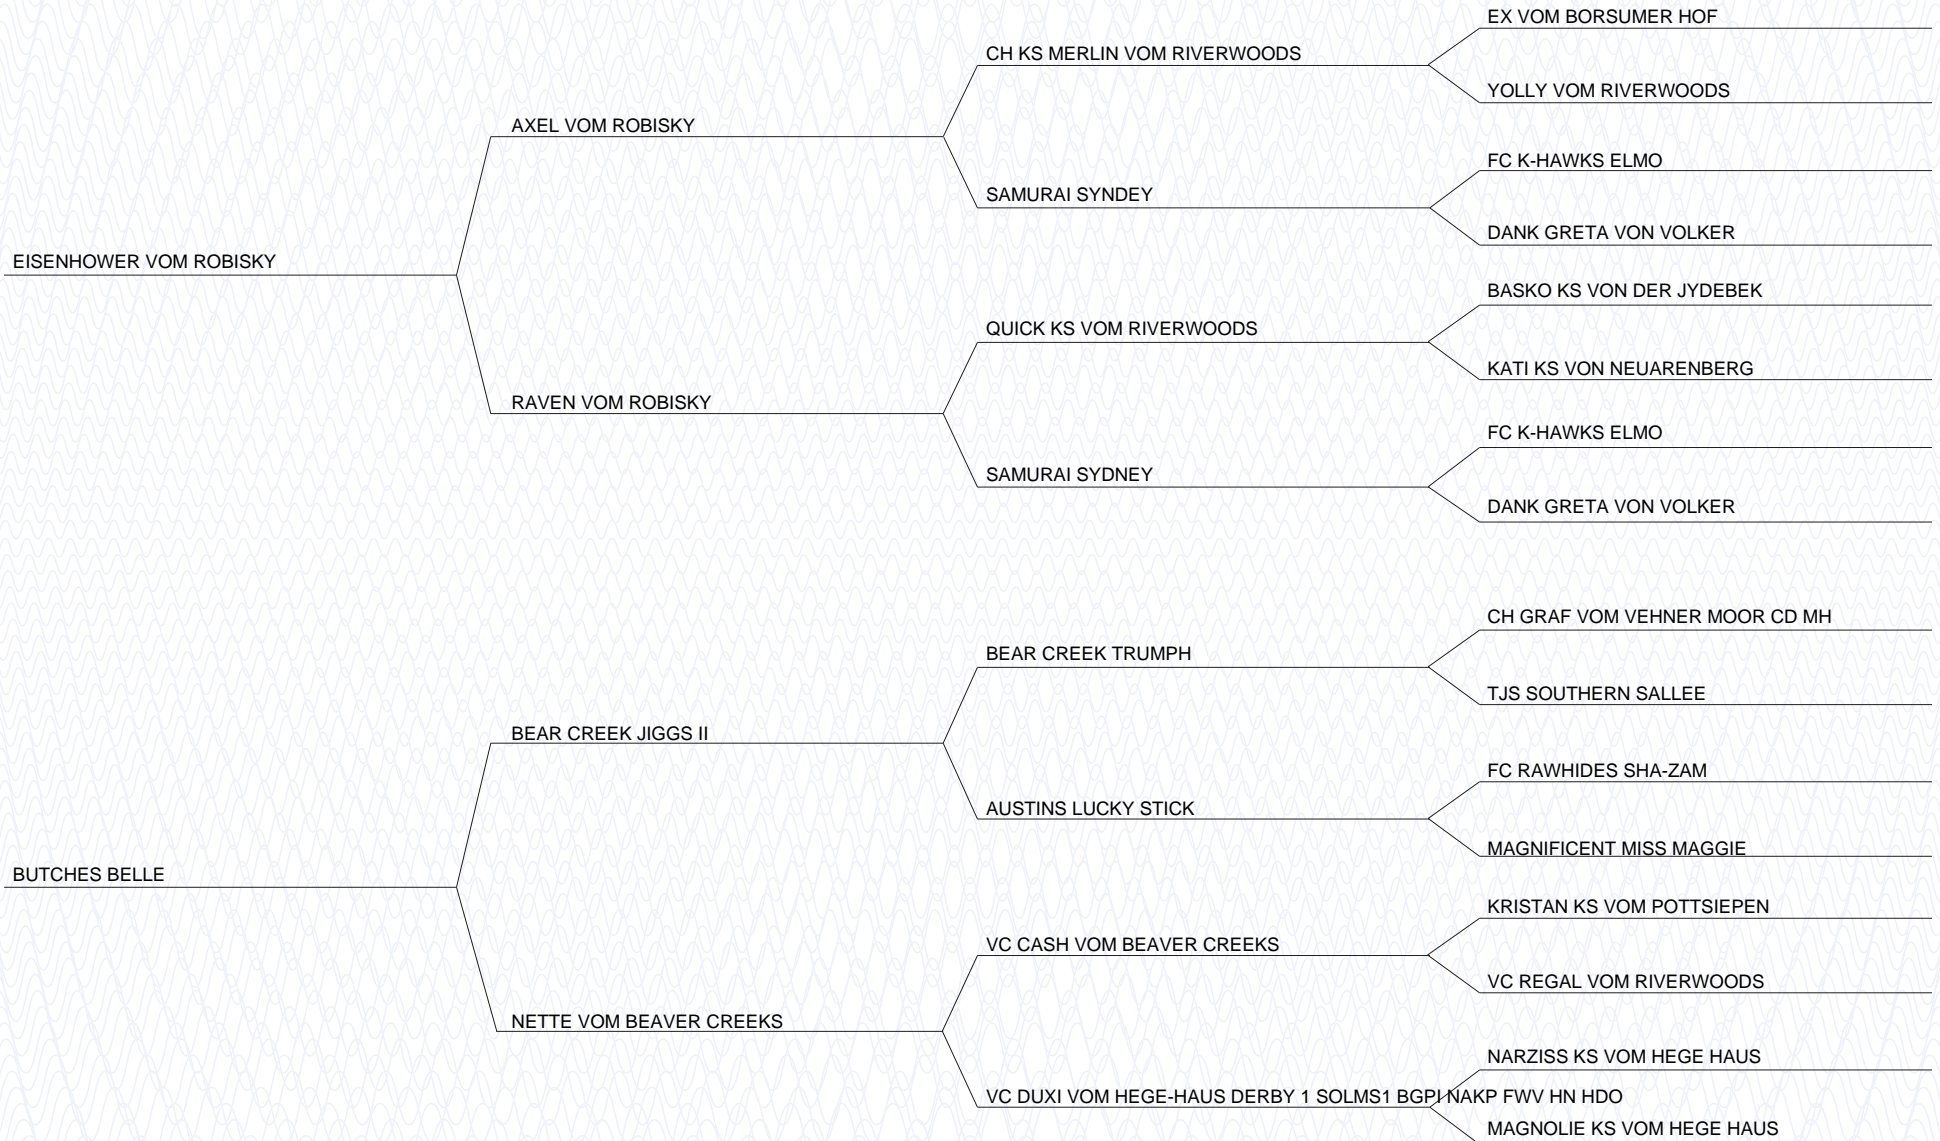 EX VOM BORSUMER HOF
CH KS MERLIN VOM RIVERWOODS
YOLLY VOM RIVERWOODS
AXEL VOM ROBISKY
FC K-HAWKS ELMO
SAMURAI SYNDEY
DANK GRETA VON VOLKER
EISENHOWER VOM ROBISKY
BASKO KS VON DER JYDEBEK
QUICK KS VOM RIVERWOODS
KATI KS VON NEUARENBERG
RAVEN VOM ROBISKY
FC K-HAWKS ELMO
SAMURAI SYDNEY
DANK GRETA VON VOLKER
CH GRAF VOM VEHNER MOOR CD MH
BEAR CREEK TRUMPH
TJS SOUTHERN SALLEE
BEAR CREEK JIGGS II
FC RAWHIDES SHA-ZAM
AUSTINS LUCKY STICK
MAGNIFICENT MISS MAGGIE
BUTCHES BELLE
KRISTAN KS VOM POTTSIEPEN
VC CASH VOM BEAVER CREEKS
VC REGAL VOM RIVERWOODS
NETTE VOM BEAVER CREEKS
NARZISS KS VOM HEGE HAUS
VC DUXI VOM HEGE-HAUS DERBY 1 SOLMS1 BGPI NAKP FWV HN HDO
MAGNOLIE KS VOM HEGE HAUS